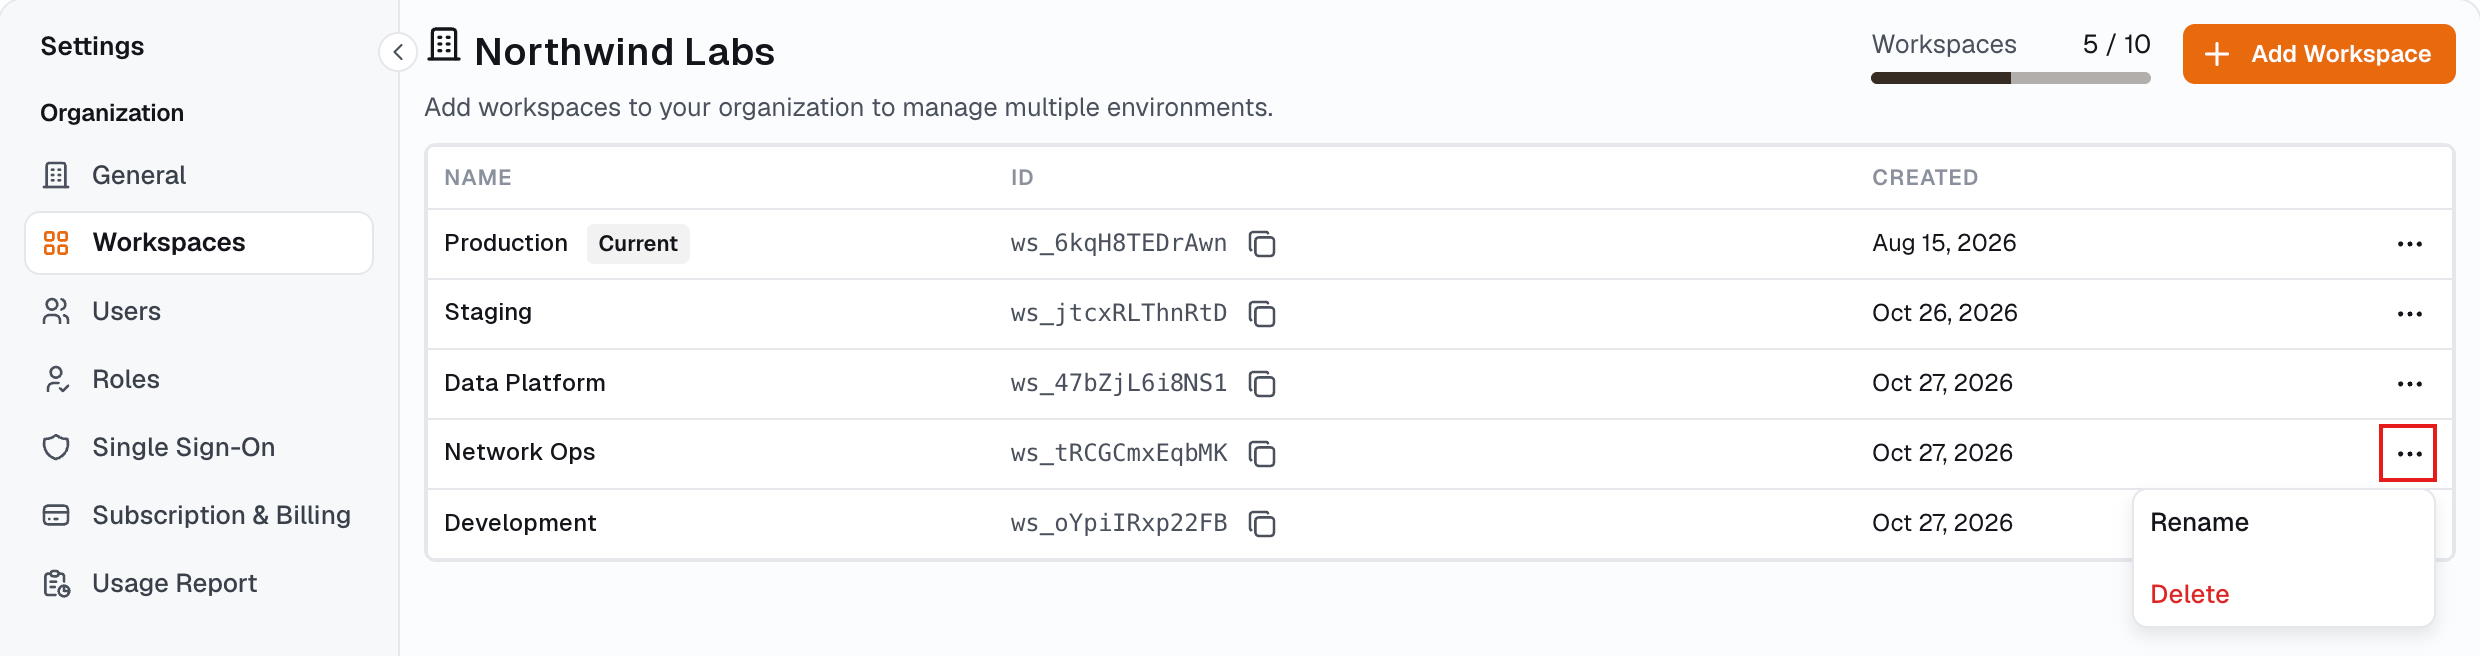 Settings
Organization
General
Workspaces
Users
Roles
Single Sign-On
Subscription & Billing
Usage Report
Northwind Labs
Add workspaces to your organization to manage multiple environments.
Workspaces 5 / 10
Add Workspace
NAME ID CREATED
Production Current ws_6kqH8TEDrAwn Aug 15, 2026
Staging ws_jtcxRLThnRtD Oct 26, 2026
Data Platform ws_47bZjL6i8NS1 Oct 27, 2026
Network Ops ws_tRCGCmxEqbMK Oct 27, 2026
Development ws_oYpiIRxp22FB Oct 27, 2026
Rename
Delete